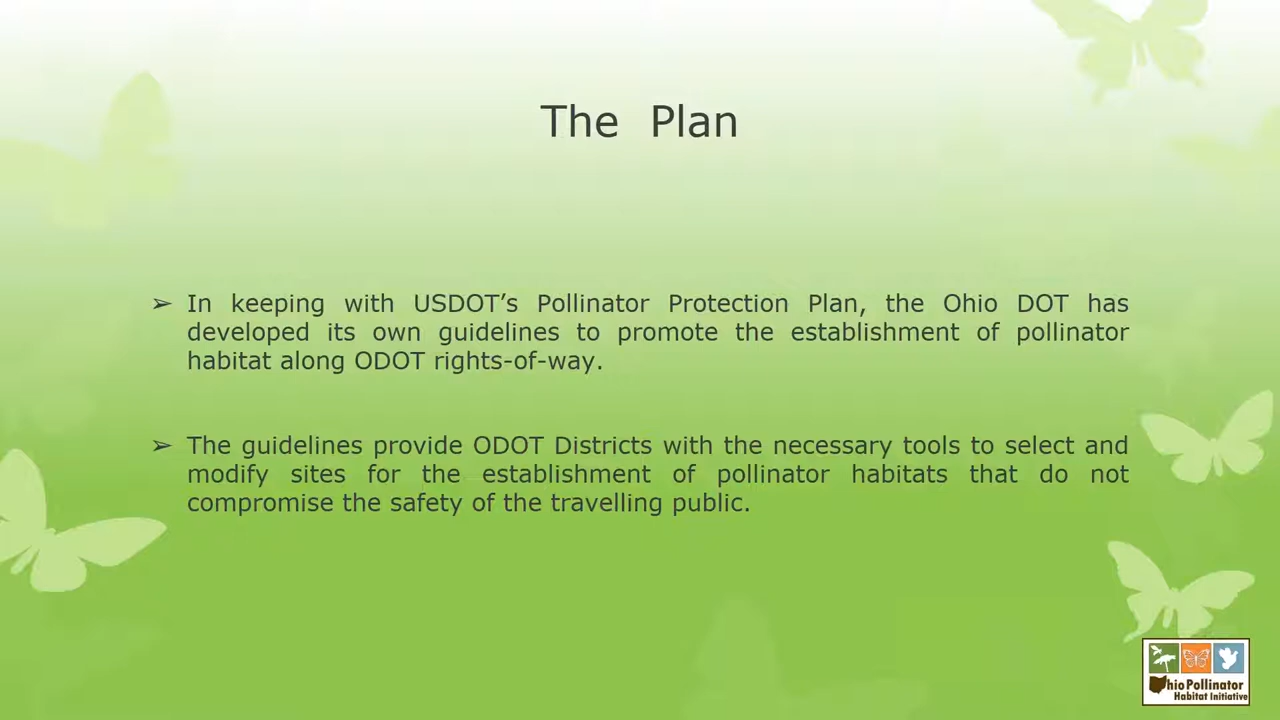 The Plan
➢ In keeping with USDOT’s Pollinator Protection Plan, the Ohio DOT has
developed its own guidelines to promote the establishment of pollinator
habitat along ODOT rights-of-way.
➢ The guidelines provide ODOT Districts with the necessary tools to select and
modify sites for the establishment of pollinator habitats that do not
compromise the safety of the travelling public.
Ohio Pollinator
Habitat Initiative